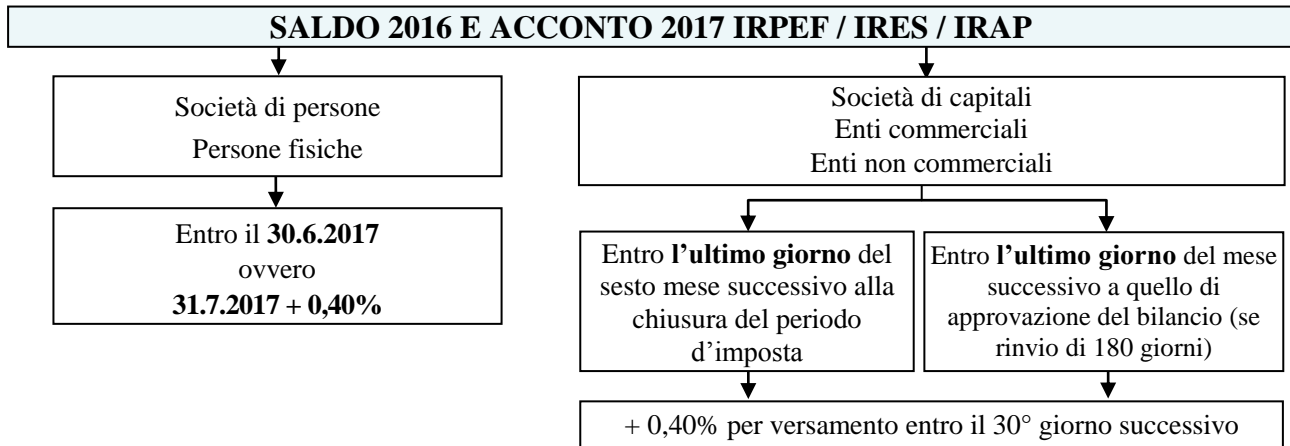 SALDO 2016 E ACCONTO 2017 IRPEF / IRES / IRAP
Società di persone
Persone fisiche
Entro il 30.6.2017
ovvero
31.7.2017 + 0,40%
Società di capitali
Enti commerciali
Enti non commerciali
Entro l’ultimo giorno del
sesto mese successivo alla
chiusura del periodo
d’imposta
Entro l’ultimo giorno del mese
successivo a quello di
approvazione del bilancio (se
rinvio di 180 giorni)
+ 0,40% per versamento entro il 30° giorno successivo